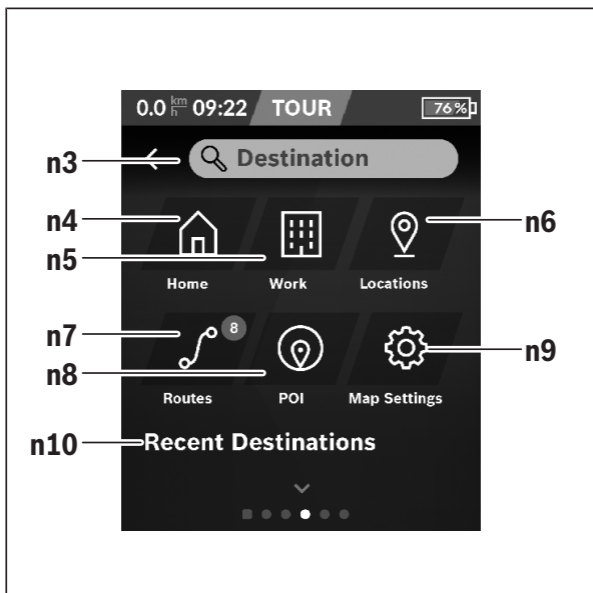 0.0 km/h 09:22 TOUR 76%
n3 Destination
n4
n5
n6
Home Work Locations
n7 8
n8
n9
Routes POI Map Settings
n10 Recent Destinations